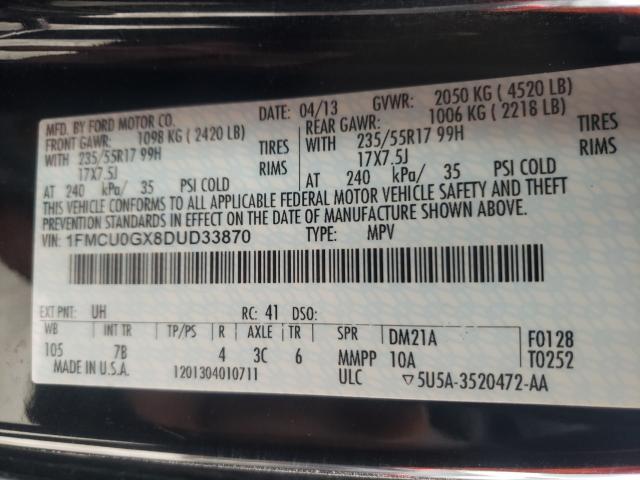 MFD. BY FORD MOTOR CO.
DATE: 04/13 GVWR: 2050 KG ( 4520 LB)
FRONT GAWR: 1098 KG ( 2420 LB) REAR GAWR: 1006 KG ( 2218 LB)
WITH 235/55R17 99H TIRES WITH 235/55R17 99H TIRES
17X7.5J RIMS 17X7.5J RIMS
AT 240 kPa/ 35 PSI COLD AT 240 kPa/ 35 PSI COLD
THIS VEHICLE CONFORMS TO ALL APPLICABLE FEDERAL MOTOR VEHICLE SAFETY AND THEFT
PREVENTION STANDARDS IN EFFECT ON THE DATE OF MANUFACTURE SHOWN ABOVE.
VIN: 1FMCU0GX8DUD33870 TYPE: MPV
EXT PNT: UH RC: 41 DSO:
WB INT TR TP/PS R AXLE TR SPR DM21A F0128
105 7B 4 3C 6 MMPP 10A T0252
MADE IN U.S.A. 1201304010711 ULC ▽5U5A-3520472-AA